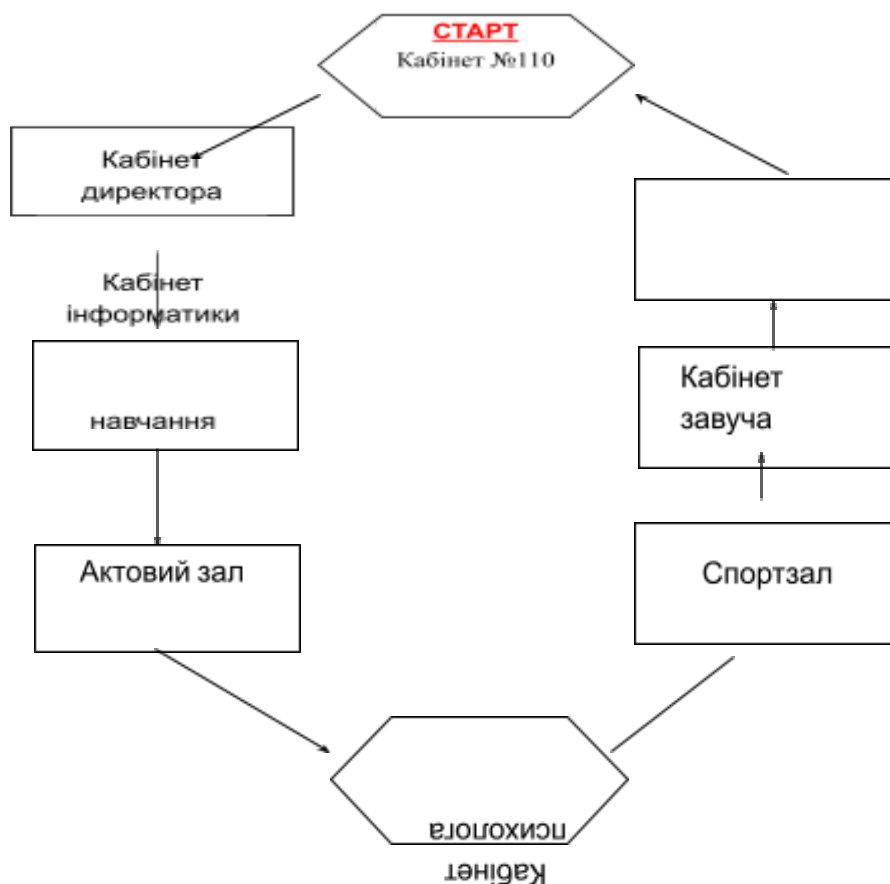 СТАРТ
Кабінет №110
Кабінет
директора
Кабінет
інформатики
навчання
Актовий зал
Кабінет
психолога
Спортзал
Кабінет
завуча